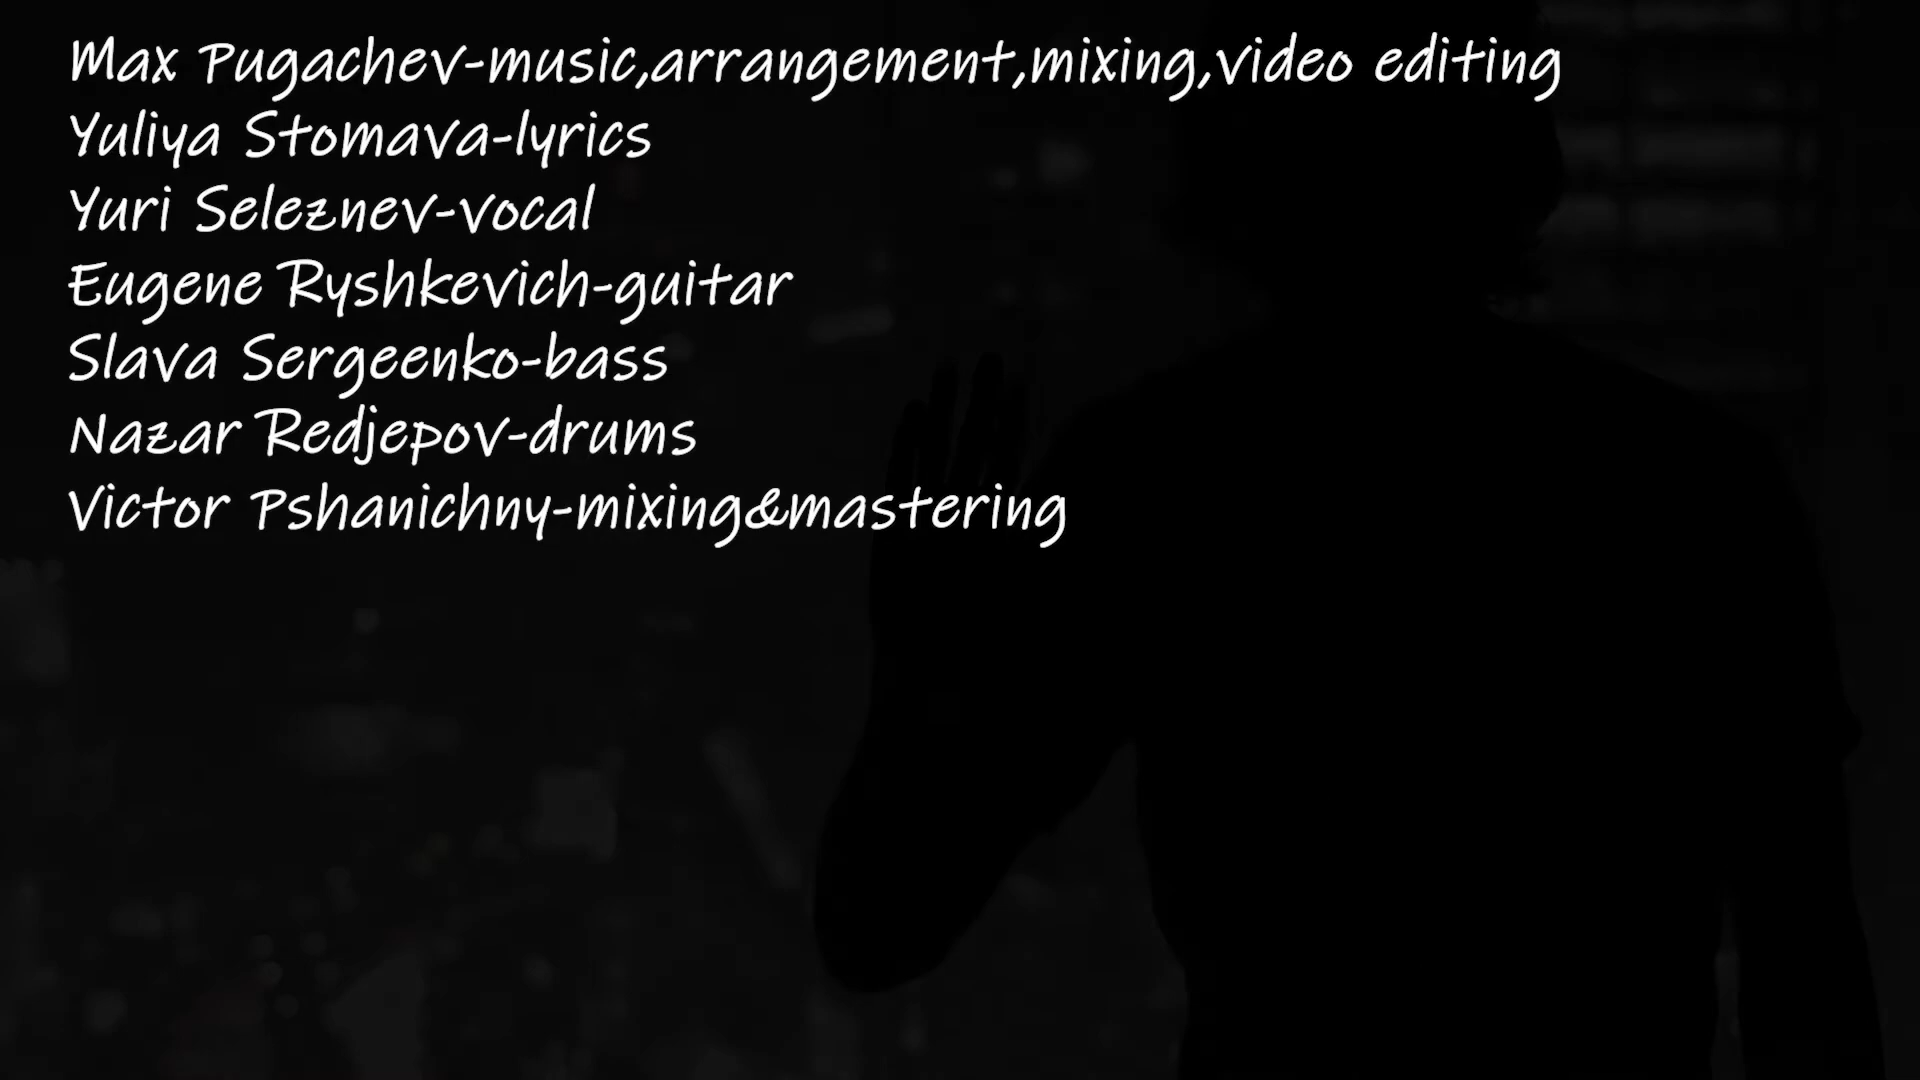 Max Pugachev-music,arrangement,mixing,video editing
Yuliya Stomava-lyrics
Yuri Seleznev-vocal
Eugene Ryshkevich-guitar
Slava Sergeenko-bass
Nazar Redjepov-drums
Victor Pshanichny-mixing&mastering